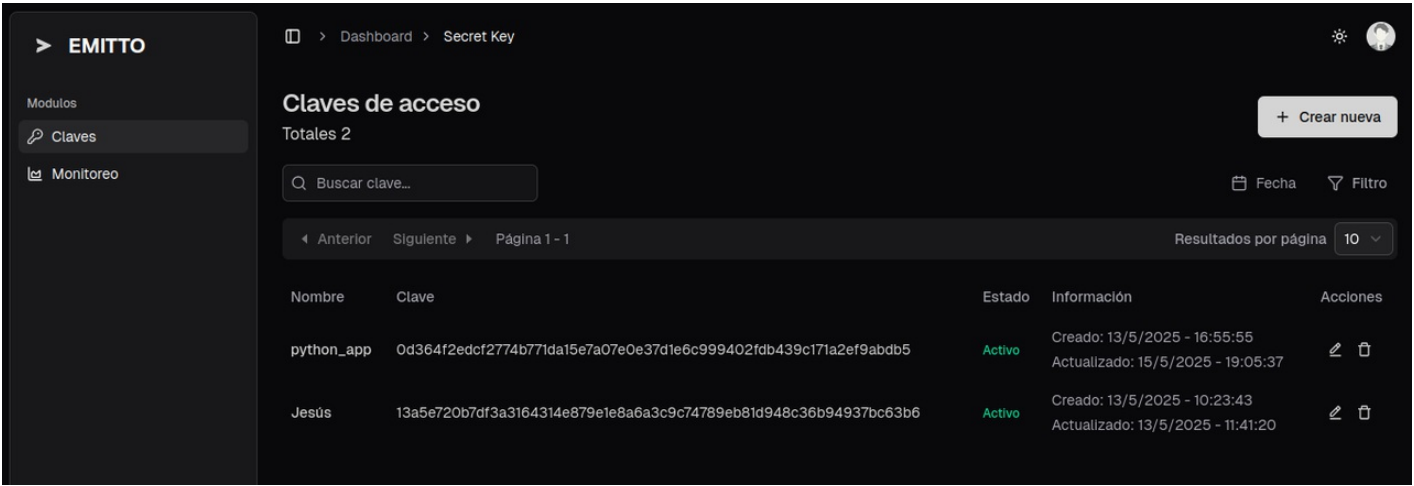 EMITTO
Modulos
Claves
Monitoreo
Dashboard > Secret Key
Claves de acceso
Totales 2
+ Crear nueva
Buscar clave...
Fecha
Filtro
Anterior Siguiente Página 1 - 1
Resultados por página 10
Nombre Clave Estado Información Acciones
python_app 0d364f2edcf2774b771da15e7a07e0e37d1e6c999402fdb439c171a2ef9abdb5 Activo Creado: 13/5/2025 - 16:55:55
Actualizado: 15/5/2025 - 19:05:37
Jesús 13a5e720b7df3a3164314e879e1e8a6a3c9c74789eb81d948c36b94937bc63b6 Activo Creado: 13/5/2025 - 10:23:43
Actualizado: 13/5/2025 - 11:41:20